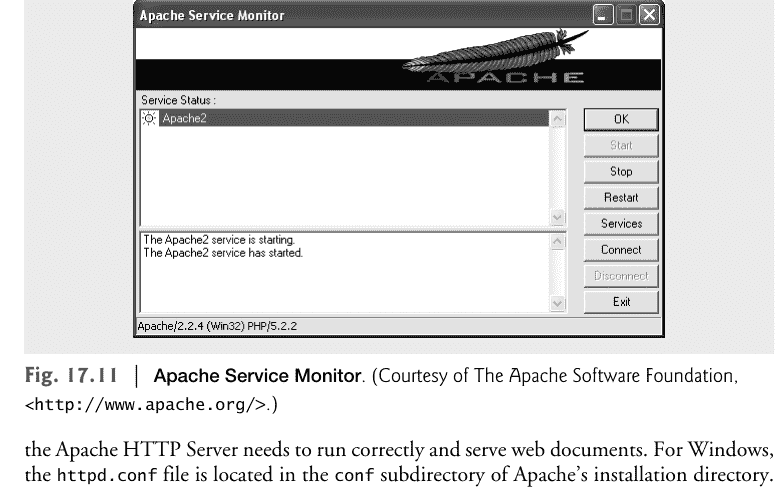 Apache Service Monitor
APACHE
Service Status :
Apache2
OK
Start
Stop
Restart
Services
Connect
Disconnect
Exit
The Apache2 service is starting.
The Apache2 service has started.
Apache/2.2.4 (Win32) PHP/5.2.2
Fig. 17.11 | Apache Service Monitor. (Courtesy of The Apache Software Foundation,
<http://www.apache.org/>.)
the Apache HTTP Server needs to run correctly and serve web documents. For Windows,
the httpd.conf file is located in the conf subdirectory of Apache’s installation directory.